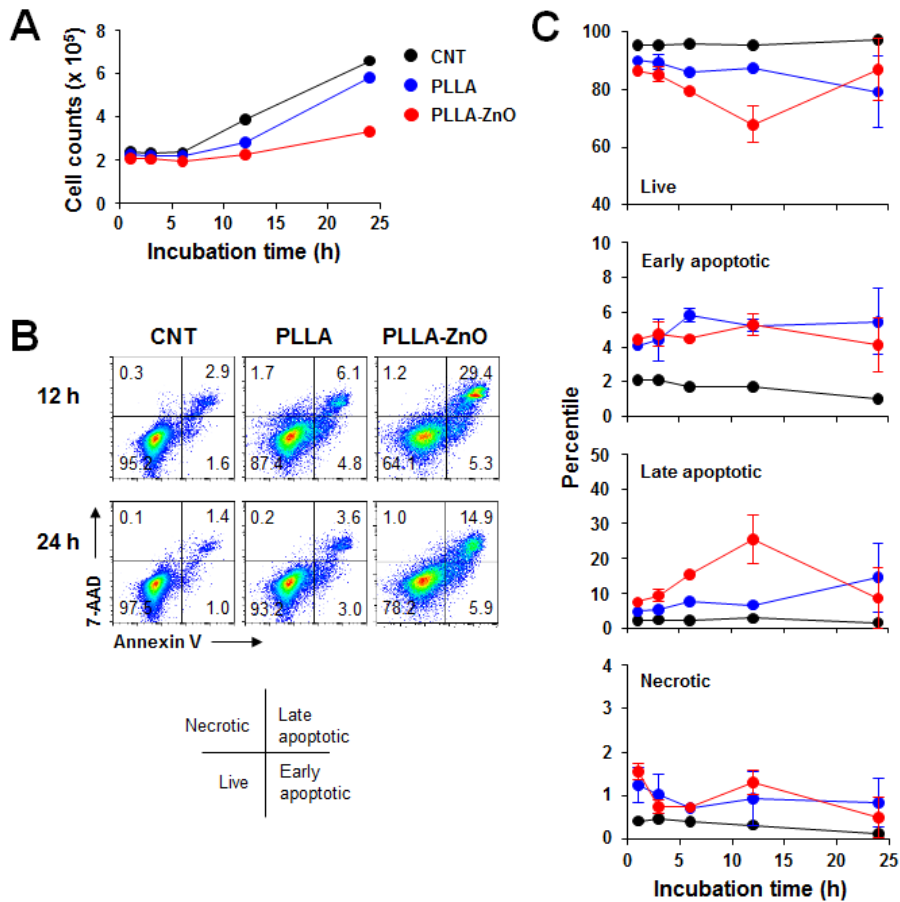 A
Cell counts (x 10⁵)
8
6
4
2
0
0 5 10 15 20 25
Incubation time (h)
CNT
PLLA
PLLA-ZnO
B
CNT PLLA PLLA-ZnO
12 h
0.3 2.9 1.7 6.1 1.2 29.4
95.2 1.6 87.4 4.8 64.1 5.3
24 h
0.1 1.4 0.2 3.6 1.0 14.9
97.5 1.0 93.2 3.0 78.2 5.9
7-AAD
Annexin V
Necrotic Late
apoptotic
Live Early
apoptotic
C
Percentile
100
80
60
40
Live
0 5 10 15 20 25
10
8
6
4
2
0
Early apoptotic
50
40
30
20
10
0
Late apoptotic
4
3
2
1
0
Necrotic
0 5 10 15 20 25
Incubation time (h)